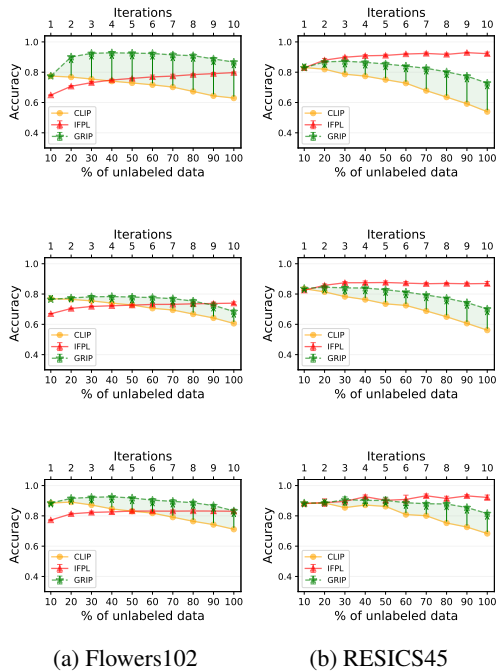 Iterations
1 2 3 4 5 6 7 8 9 10
1.0
0.8
0.6
0.4
Accuracy
CLIP
IFPL
GRIP
10 20 30 40 50 60 70 80 90 100
% of unlabeled data
Iterations
1 2 3 4 5 6 7 8 9 10
1.0
0.8
0.6
0.4
Accuracy
CLIP
IFPL
GRIP
10 20 30 40 50 60 70 80 90 100
% of unlabeled data
Iterations
1 2 3 4 5 6 7 8 9 10
1.0
0.8
0.6
0.4
Accuracy
CLIP
IFPL
GRIP
10 20 30 40 50 60 70 80 90 100
% of unlabeled data
Iterations
1 2 3 4 5 6 7 8 9 10
1.0
0.8
0.6
0.4
Accuracy
CLIP
IFPL
GRIP
10 20 30 40 50 60 70 80 90 100
% of unlabeled data
Iterations
1 2 3 4 5 6 7 8 9 10
1.0
0.8
0.6
0.4
Accuracy
CLIP
IFPL
GRIP
10 20 30 40 50 60 70 80 90 100
% of unlabeled data
Iterations
1 2 3 4 5 6 7 8 9 10
1.0
0.8
0.6
0.4
Accuracy
CLIP
IFPL
GRIP
10 20 30 40 50 60 70 80 90 100
% of unlabeled data
(a) Flowers102
(b) RESICS45